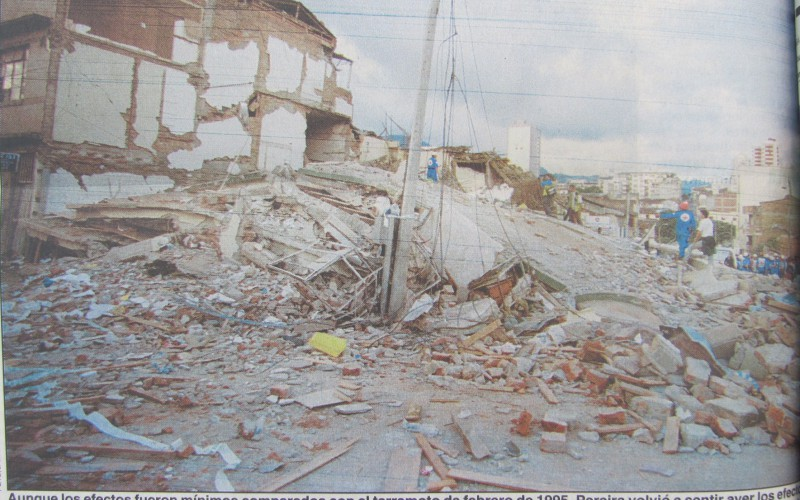 Aunque los efectos fueron mínimos comparados con el terremoto de febrero de 1995, Pereira volvió a sentir ayer los efec